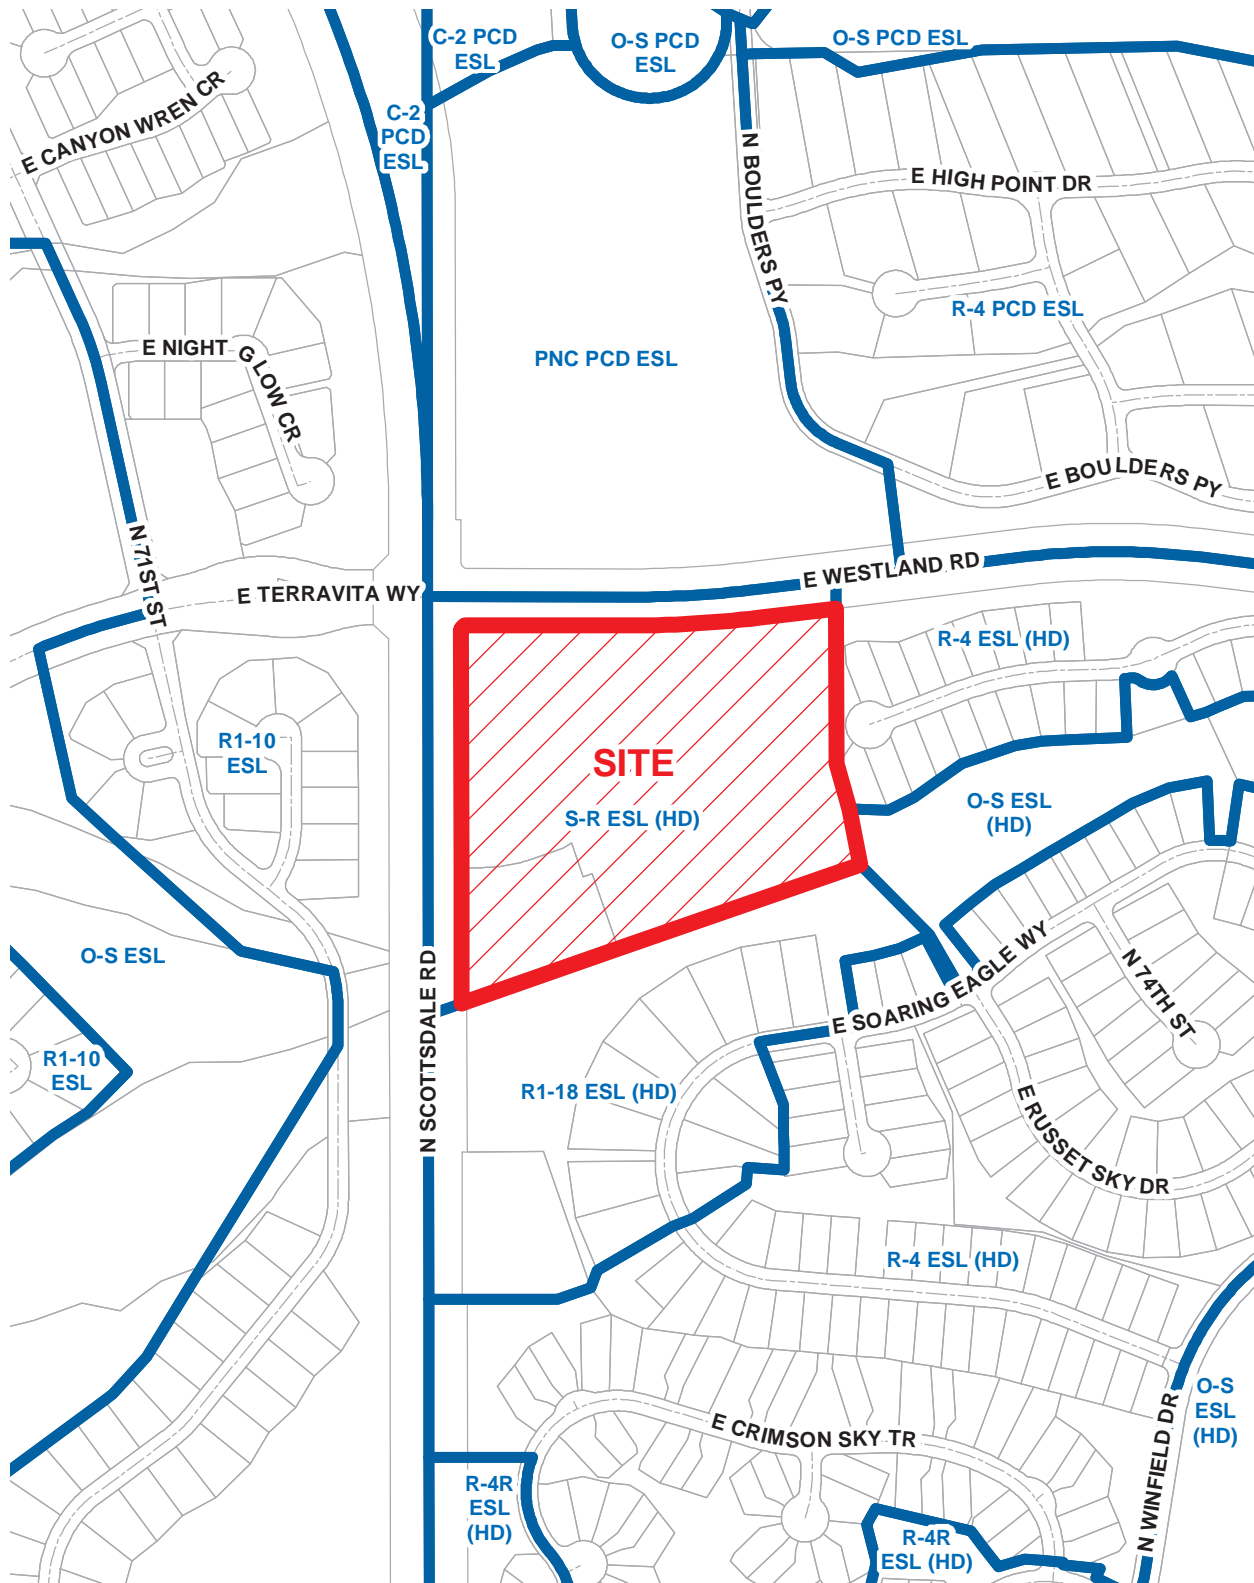 C-2 PCD
ESL
O-S PCD
ESL
O-S PCD ESL
C-2
PCD
ESL
E CANYON WREN CR
N BOULDERS PY
E HIGH POINT DR
R-4 PCD ESL
E NIGHT GLOW CR
PNC PCD ESL
E BOULDERS PY
N 71ST ST
E TERRAVITA WY
E WESTLAND RD
R-4 ESL (HD)
R1-10
ESL
SITE
S-R ESL (HD)
O-S ESL
(HD)
O-S ESL
N SCOTTSDALE RD
E SOARING EAGLE WY
N 74TH ST
R1-10
ESL
R1-18 ESL (HD)
E RUSSET SKY DR
R-4 ESL (HD)
O-S
ESL
(HD)
E CRIMSON SKY TR
N WINFIELD DR
R-4R
ESL
(HD)
R-4R
ESL (HD)